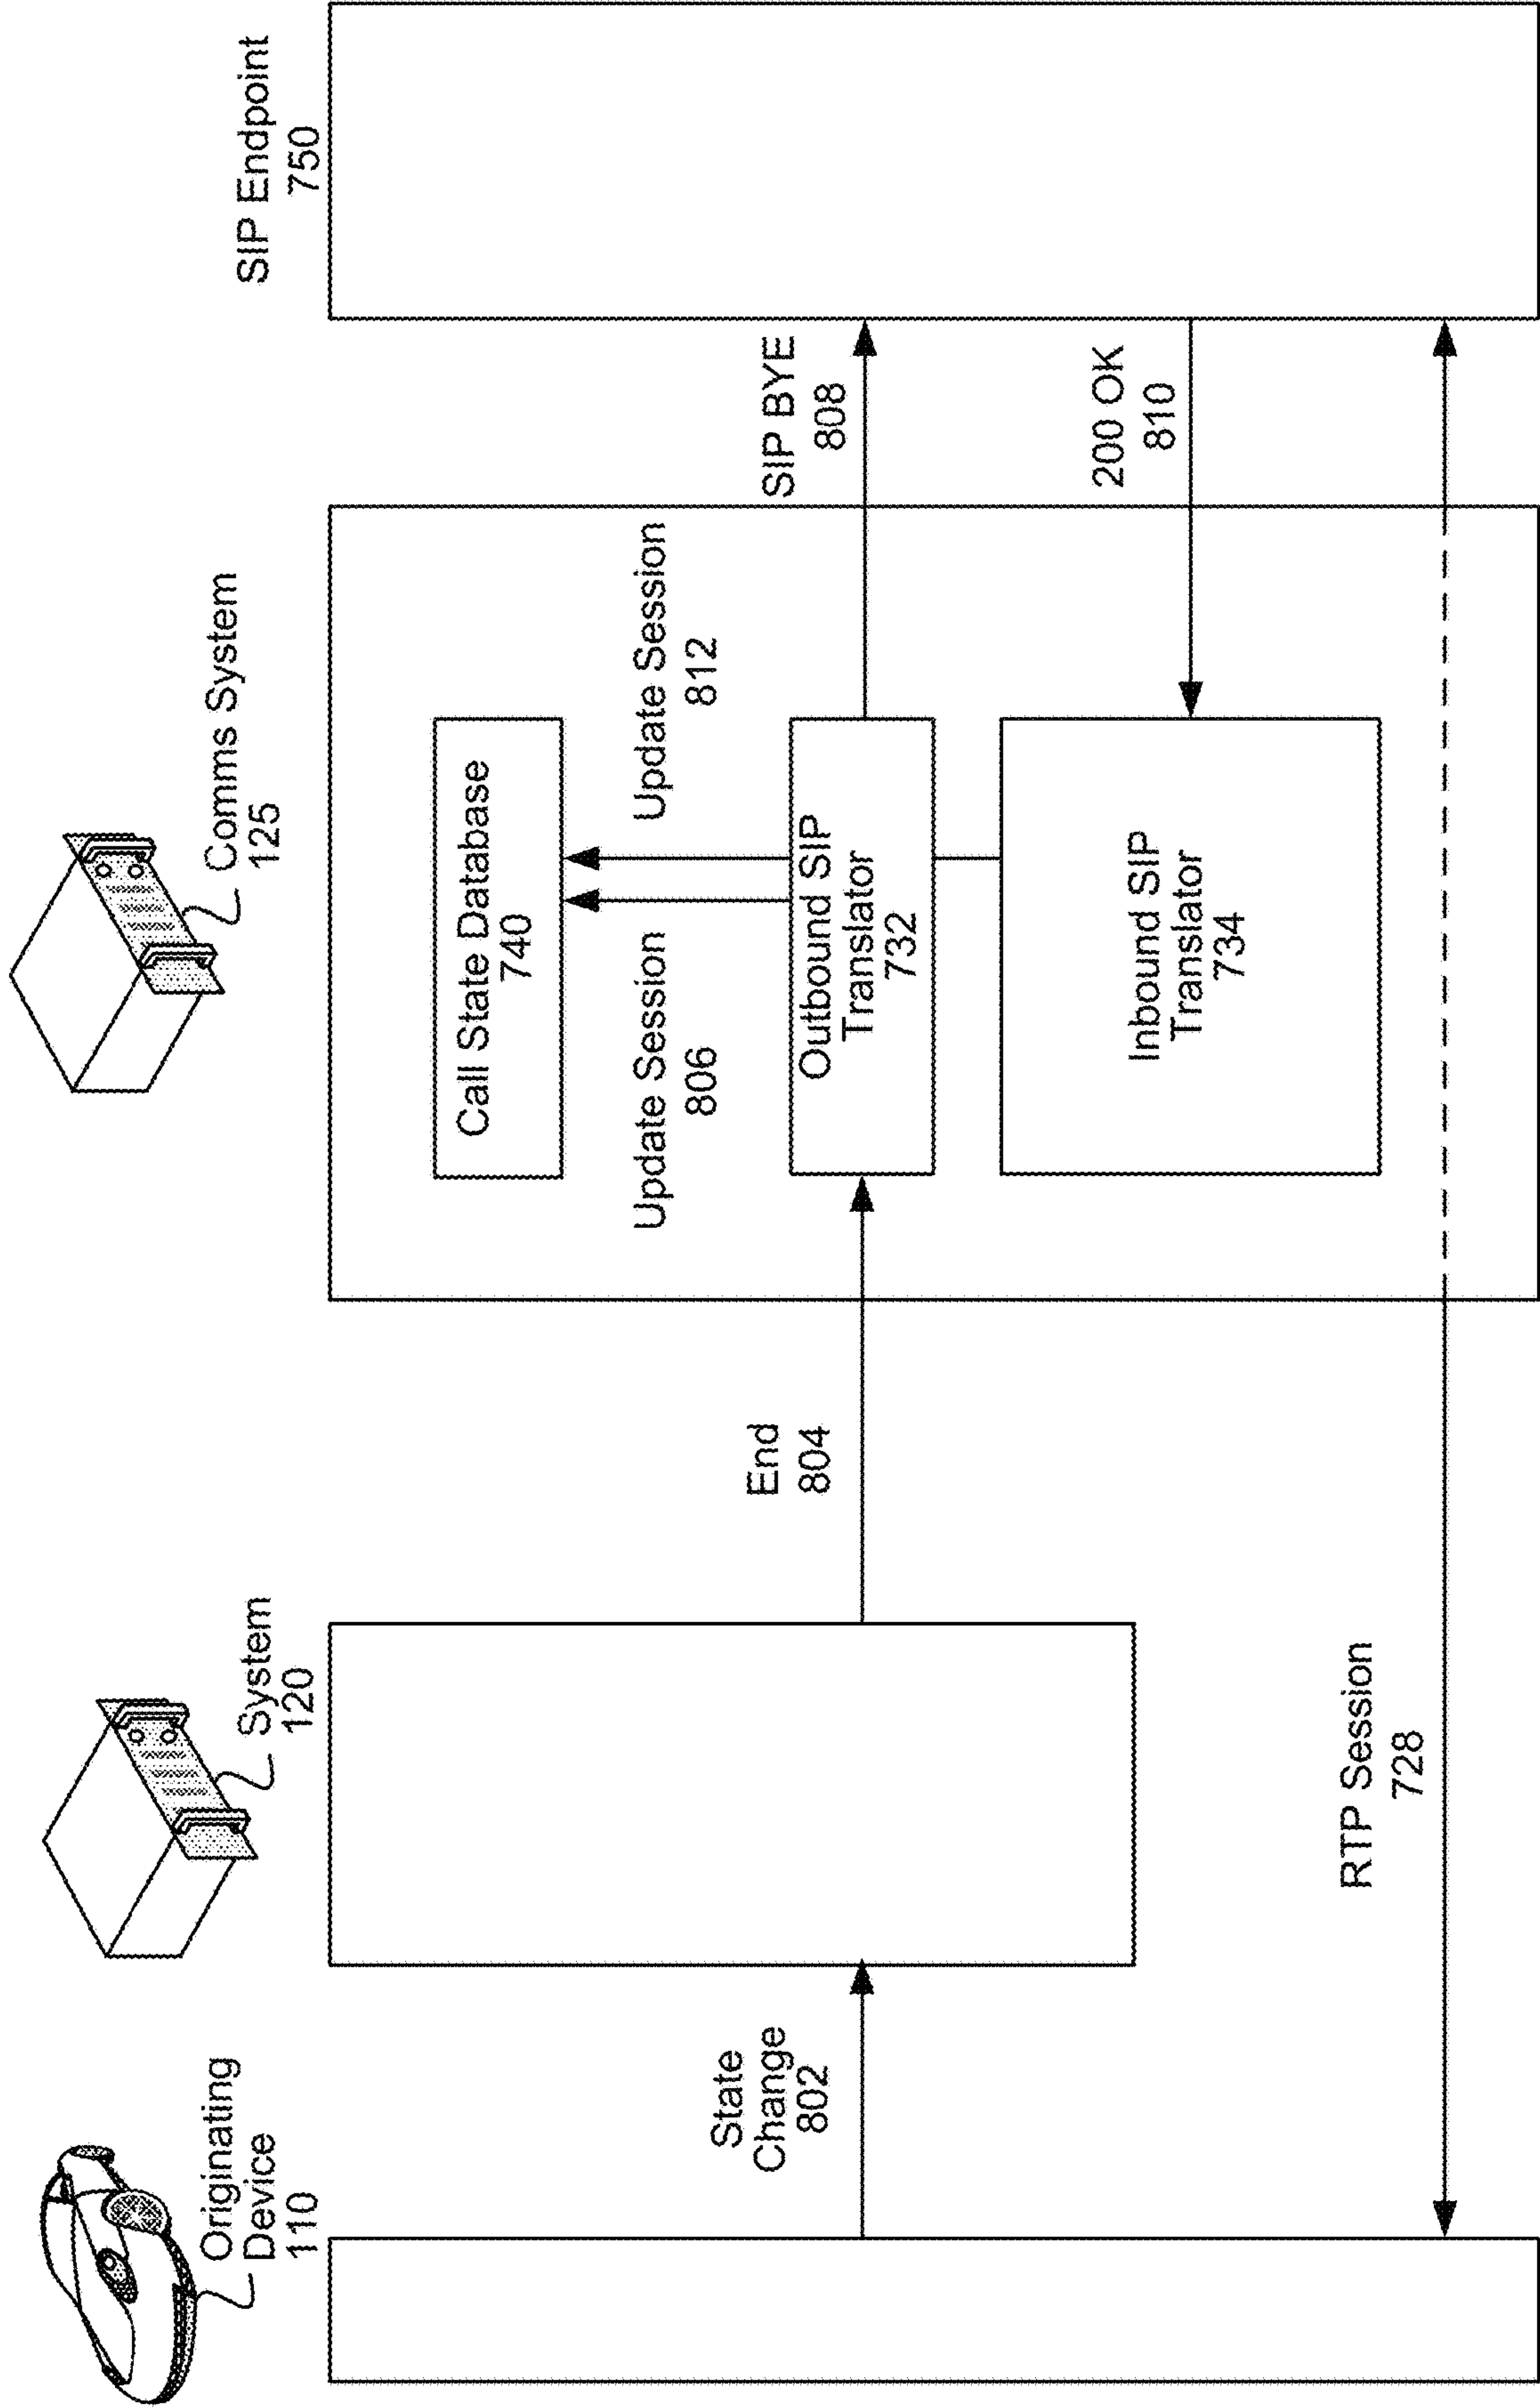 Originating
Device
110
System
120
Comms System
125
SIP Endpoint
750
State
Change
802
End
804
Call State Database
740
Update Session
806
Update Session
812
Outbound SIP
Translator
732
Inbound SIP
Translator
734
SIP BYE
808
200 OK
810
RTP Session
728